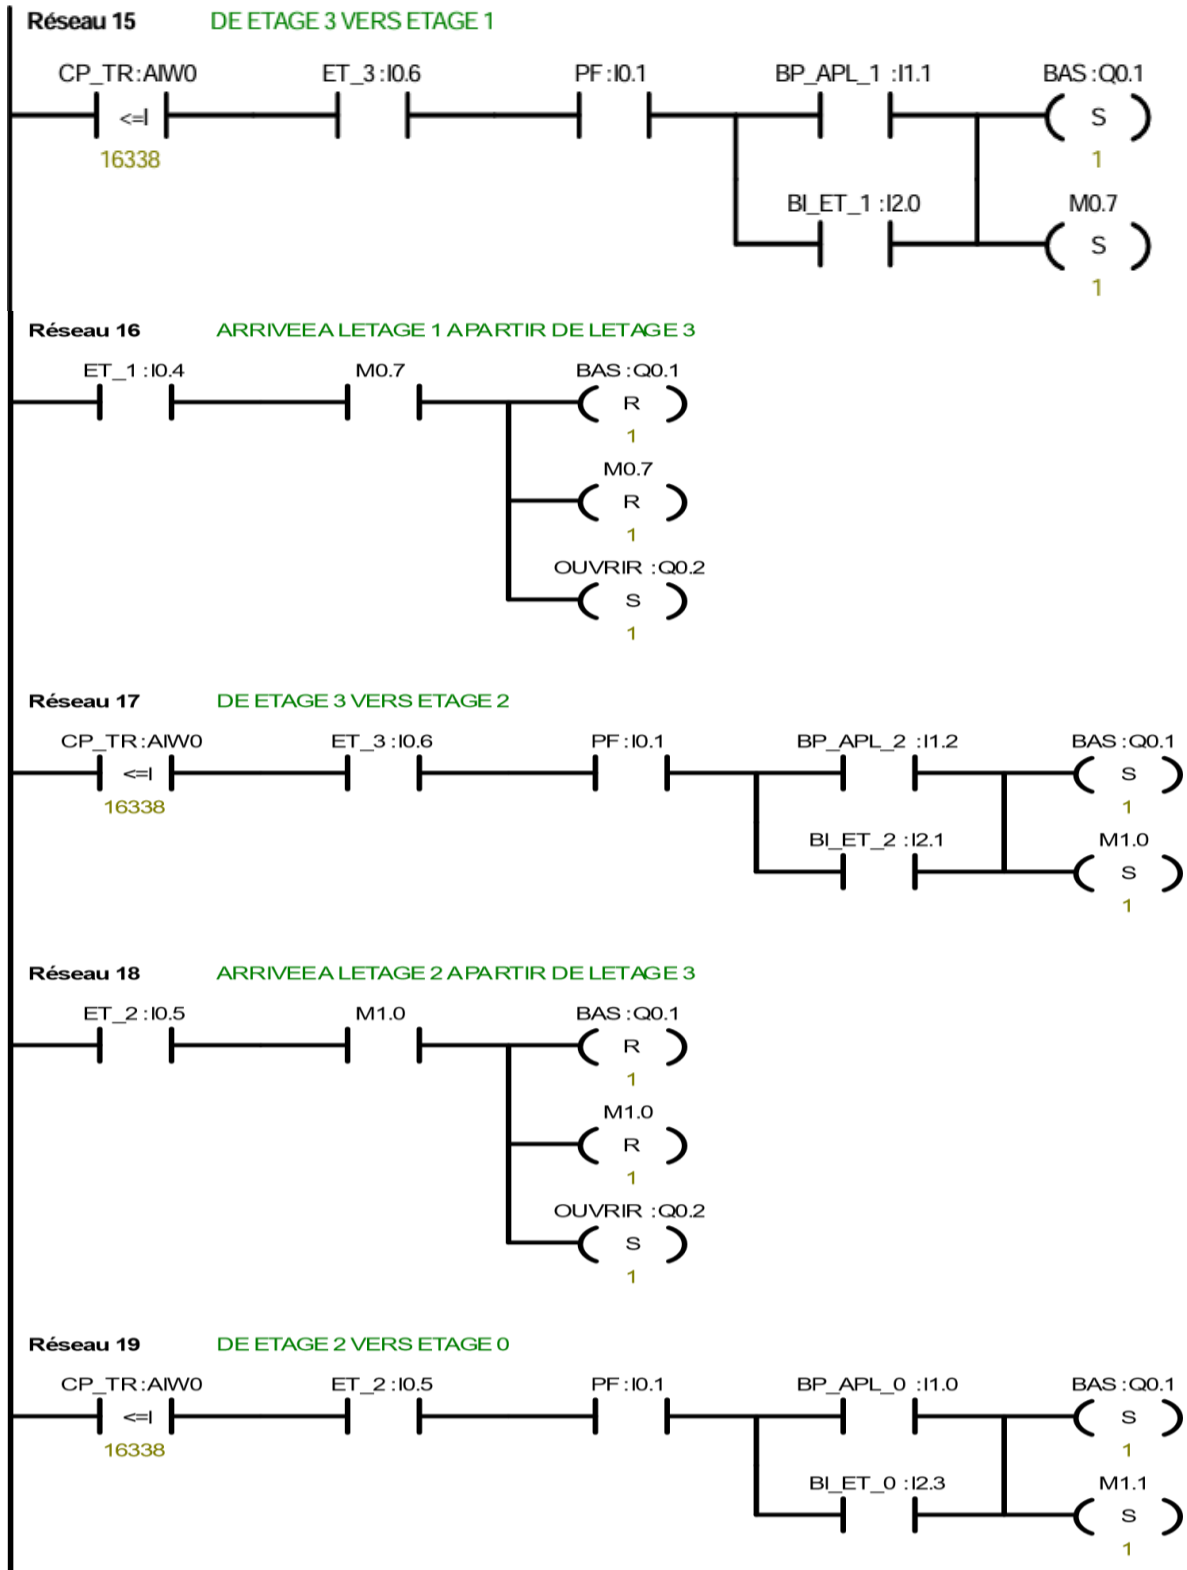 Réseau 15 DE ETAGE 3 VERS ETAGE 1
CP_TR:AIW0 ET_3:I0.6 PF:I0.1 BP_APL_1 :I1.1 BAS:Q0.1
<=I S
16338 1
BI_ET_1 :I2.0 M0.7
S
1
Réseau 16 ARRIVEE A LETAGE 1 A PARTIR DE LETAGE 3
ET_1:I0.4 M0.7 BAS:Q0.1
R
1
M0.7
R
1
OUVRIR :Q0.2
S
1
Réseau 17 DE ETAGE 3 VERS ETAGE 2
CP_TR:AIW0 ET_3:I0.6 PF:I0.1 BP_APL_2 :I1.2 BAS:Q0.1
<=I S
16338 1
BI_ET_2 :I2.1 M1.0
S
1
Réseau 18 ARRIVEE A LETAGE 2 A PARTIR DE LETAGE 3
ET_2:I0.5 M1.0 BAS:Q0.1
R
1
M1.0
R
1
OUVRIR :Q0.2
S
1
Réseau 19 DE ETAGE 2 VERS ETAGE 0
CP_TR:AIW0 ET_2:I0.5 PF:I0.1 BP_APL_0 :I1.0 BAS:Q0.1
<=I S
16338 1
BI_ET_0 :I2.3 M1.1
S
1